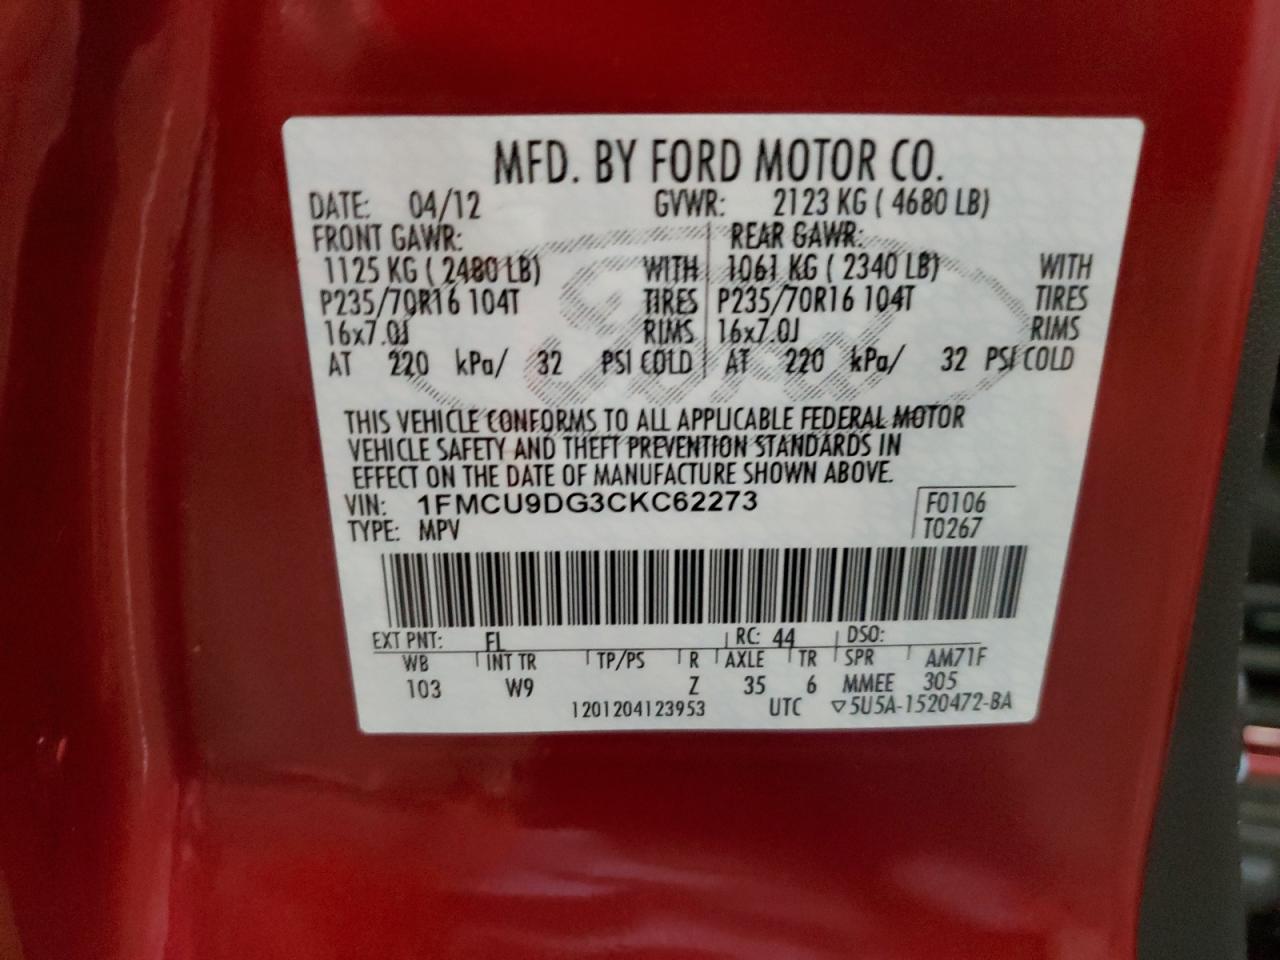 MFD. BY FORD MOTOR CO.
DATE: 04/12 GVWR: 2123 KG ( 4680 LB)
FRONT GAWR: REAR GAWR:
1125 KG ( 2480 LB) WITH 1061 KG ( 2340 LB) WITH
P235/70R16 104T TIRES P235/70R16 104T TIRES
16x7.0J RIMS 16x7.0J RIMS
AT 220 kPa/ 32 PSI COLD AT 220 kPa/ 32 PSI COLD
THIS VEHICLE CONFORMS TO ALL APPLICABLE FEDERAL MOTOR
VEHICLE SAFETY AND THEFT PREVENTION STANDARDS IN
EFFECT ON THE DATE OF MANUFACTURE SHOWN ABOVE.
VIN: 1FMCU9DG3CKC62273 F0106
TYPE: MPV T0267
EXT PNT: FL RC: 44 DSO:
WB INT TR TP/PS R AXLE TR SPR AM71F
103 W9 Z 35 6 MMEE 305
1201204123953 UTC ▽5U5A-1520472-BA